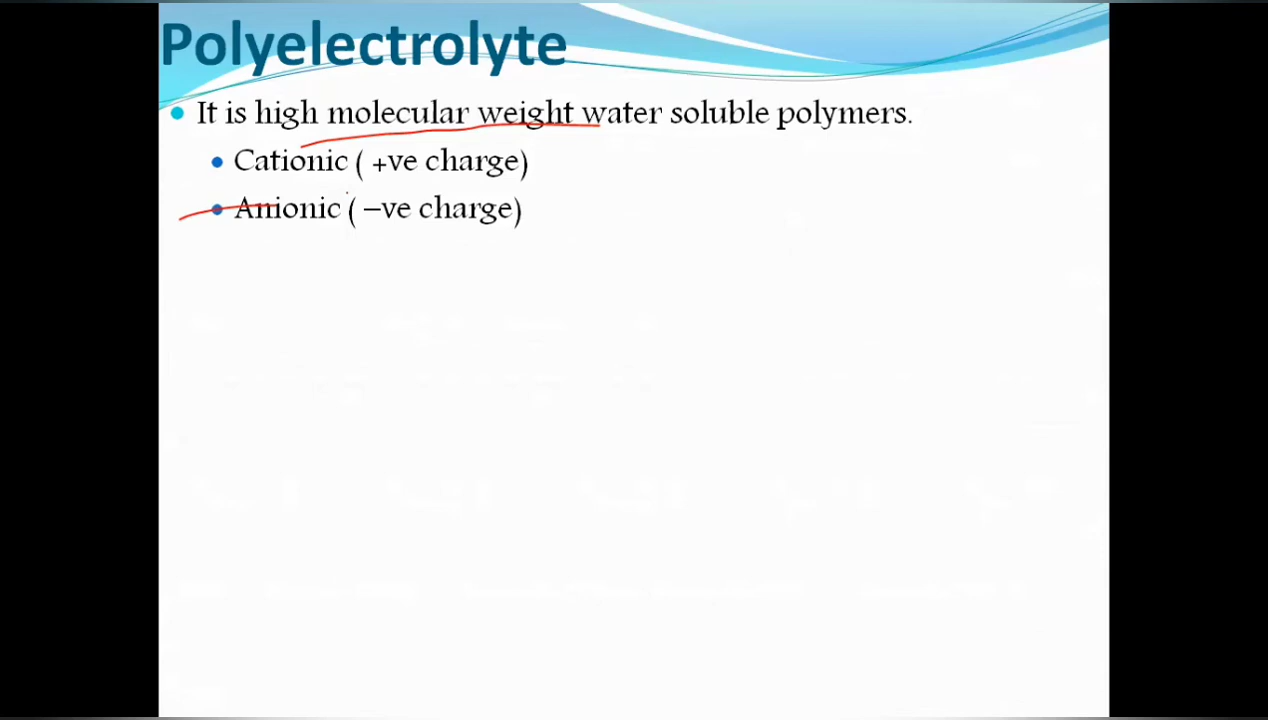 Polyelectrolyte
It is high molecular weight water soluble polymers.
Cationic ( +ve charge)
Anionic ( –ve charge)